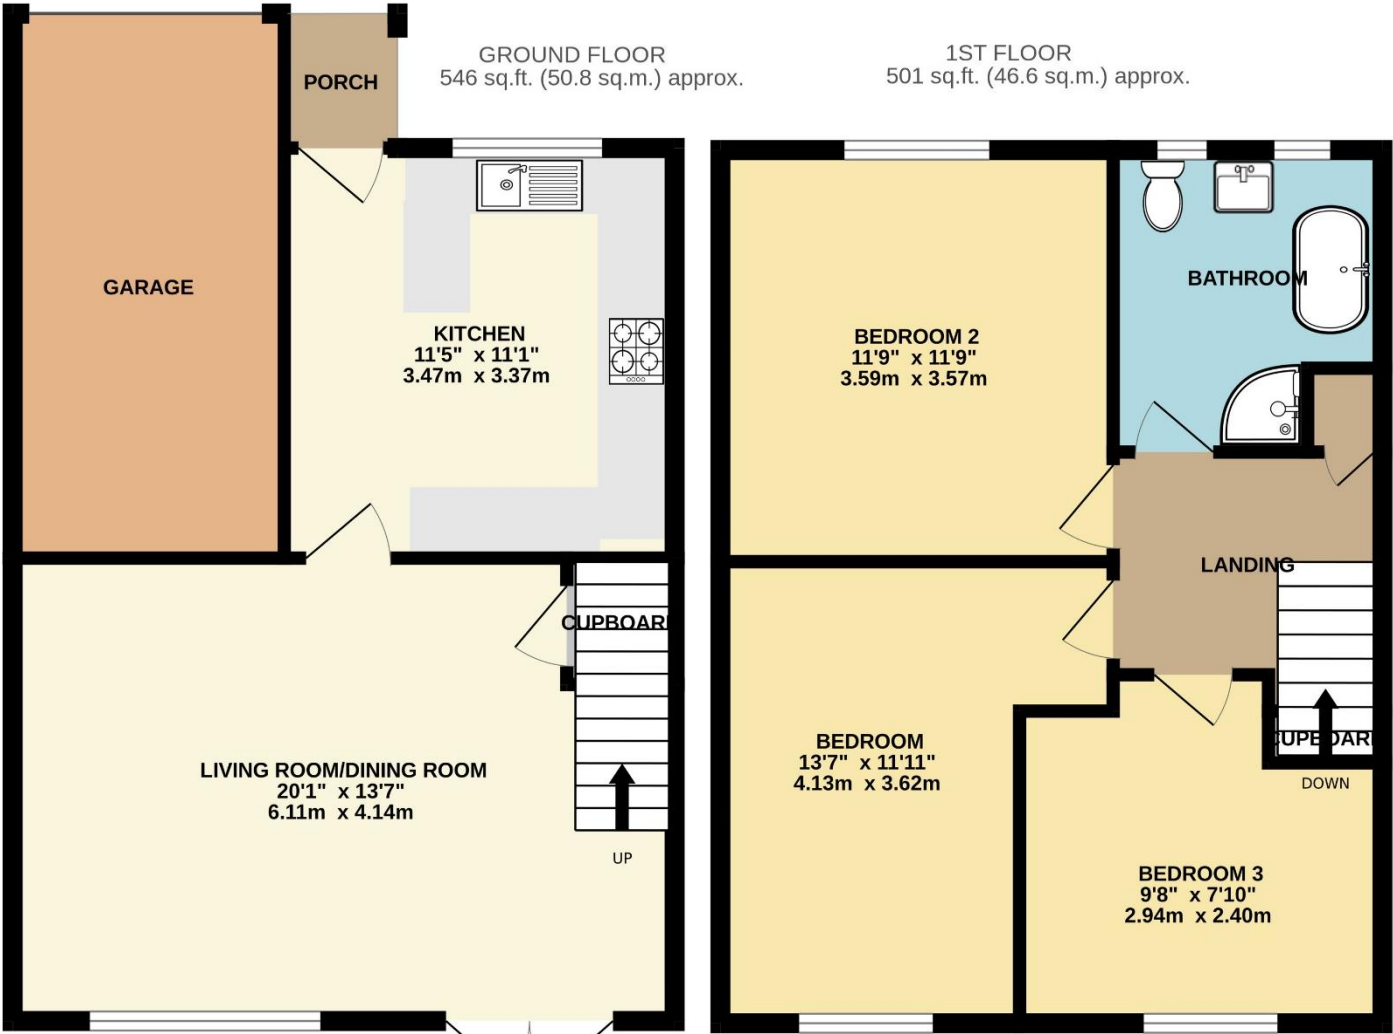 GROUND FLOOR
546 sq.ft. (50.8 sq.m.) approx.
PORCH
GARAGE
KITCHEN
11'5" x 11'1"
3.47m x 3.37m
CUPBOARD
LIVING ROOM/DINING ROOM
20'1" x 13'7"
6.11m x 4.14m
UP
1ST FLOOR
501 sq.ft. (46.6 sq.m.) approx.
BATHROOM
BEDROOM 2
11'9" x 11'9"
3.59m x 3.57m
LANDING
BEDROOM
13'7" x 11'11"
4.13m x 3.62m
CUPBOARD
DOWN
BEDROOM 3
9'8" x 7'10"
2.94m x 2.40m